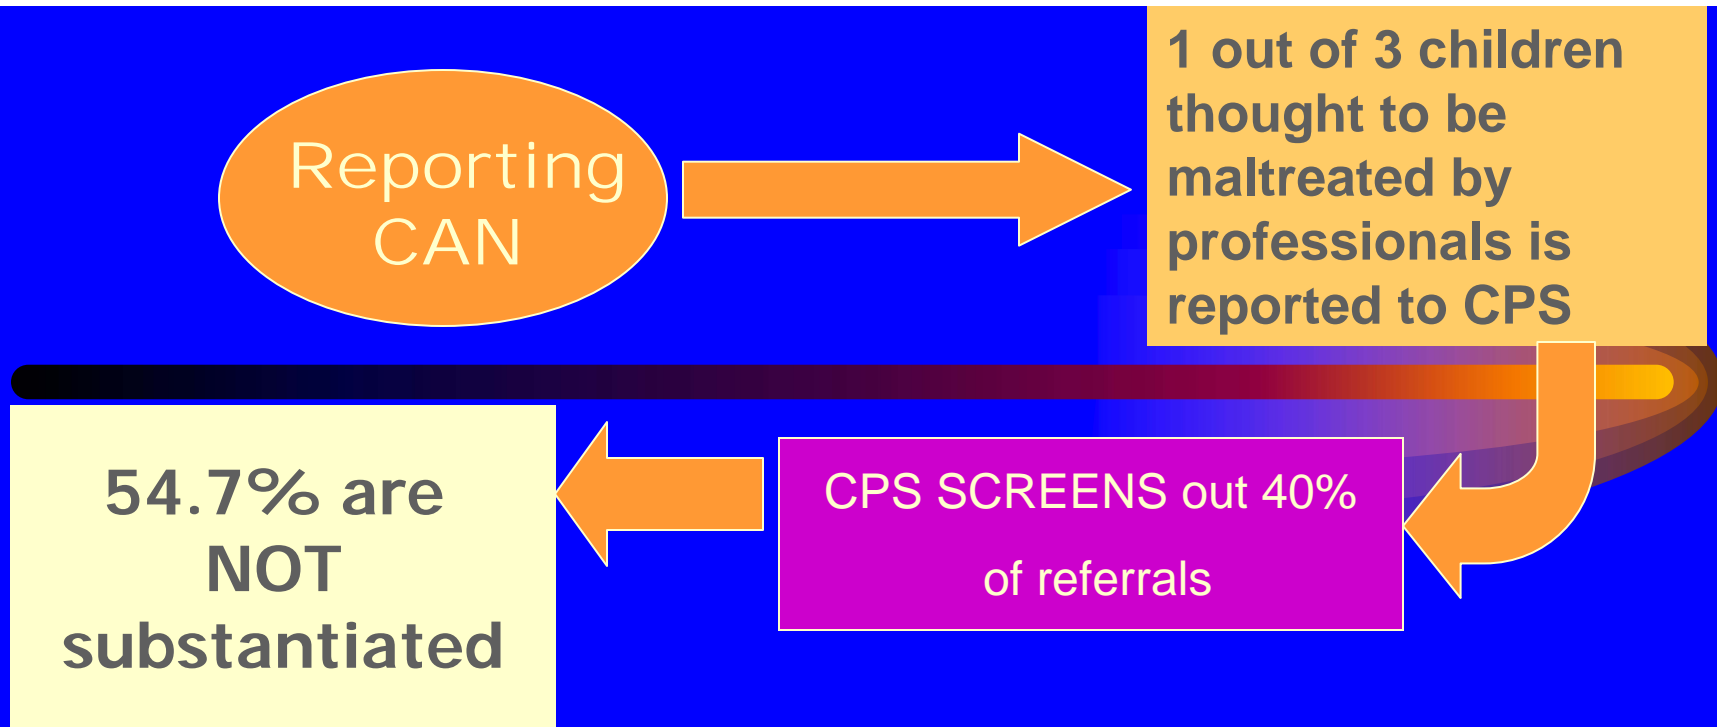 Reporting
CAN
1 out of 3 children
thought to be
maltreated by
professionals is
reported to CPS
CPS SCREENS out 40%
of referrals
54.7% are
NOT
substantiated